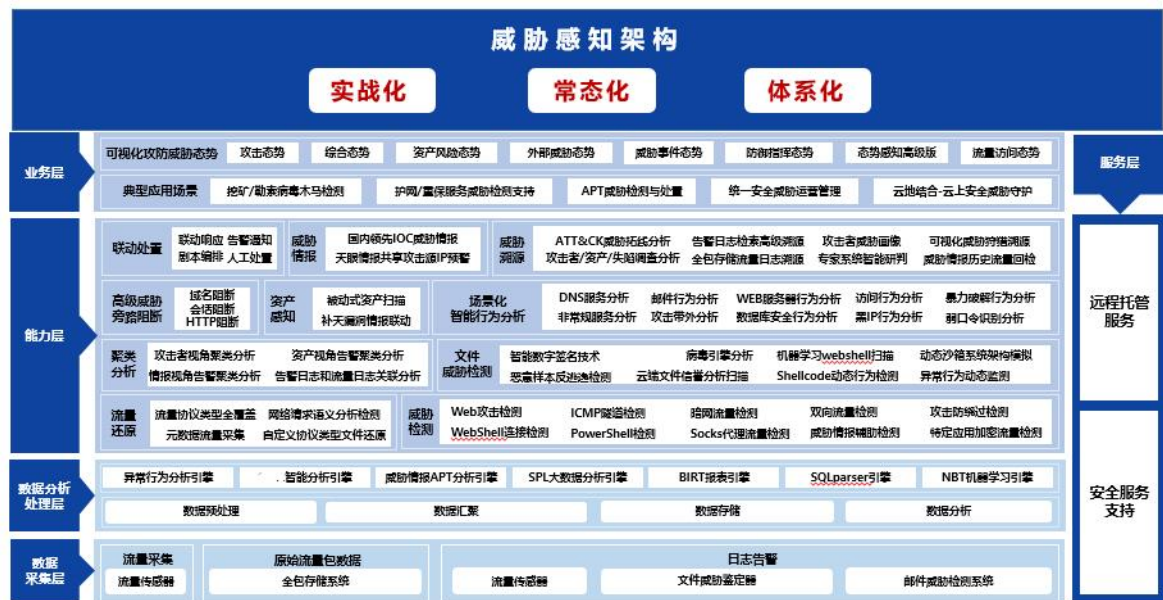 威胁感知架构
实战化
常态化
体系化
业务层
可视化攻防威胁态势
攻击态势
综合态势
资产风险态势
外部威胁态势
威胁事件态势
防御指挥态势
态势感知高级版
流量访问态势
典型应用场景
挖矿/勒索病毒木马检测
护网/重保服务威胁检测支持
APT威胁检测与处置
统一安全威胁运营管理
云地结合-云上安全威胁守护
服务层
远程托管
服务
安全服务
支持
能力层
联动处置
联动响应 告警通知
剧本编排 人工处置
威胁
情报
国内领先IOC威胁情报
天眼情报共享攻击源IP预警
威胁
溯源
ATT&CK威胁拓线分析 告警日志检索高级溯源 攻击者威胁画像 可视化威胁狩猎溯源
攻击者/资产/失陷调查分析 全包存储流量日志溯源 专家系统智能研判 威胁情报历史流量回检
高级威胁
旁路阻断
域名阻断
会话阻断
HTTP阻断
资产
感知
被动式资产扫描
补天漏洞情报联动
场景化
智能行为分析
DNS服务分析 邮件行为分析 WEB服务器行为分析 访问行为分析 暴力破解行为分析
非常规服务分析 攻击带外分析 数据库安全行为分析 黑IP行为分析 弱口令识别分析
聚类
分析
攻击者视角聚类分析 资产视角告警聚类分析
情报视角告警聚类分析 告警日志和流量日志关联分析
文件
威胁检测
智能数字签名技术 病毒引擎分析 机器学习webshell扫描 动态沙箱系统架构模拟
恶意样本反逃逸检测 云端文件信誉分析扫描 Shellcode动态行为检测 异常行为动态监测
流量
还原
流量协议类型全覆盖 网络请求语义分析检测
元数据流量采集 自定义协议类型文件还原
威胁
检测
Web攻击检测 ICMP隧道检测 暗网流量检测 双向流量检测 攻击防绕过检测
WebShell连接检测 PowerShell检测 Socks代理流量检测 威胁情报辅助检测 特定应用加密流量检测
数据分析
处理层
异常行为分析引擎
智能分析引擎
威胁情报APT分析引擎
SPL大数据分析引擎
BIRT报表引擎
SQLparser引擎
NBT机器学习引擎
数据预处理
数据汇聚
数据存储
数据分析
数据
采集层
流量采集
流量传感器
原始流量包数据
全包存储系统
日志告警
流量传感器
文件威胁鉴定器
邮件威胁检测系统